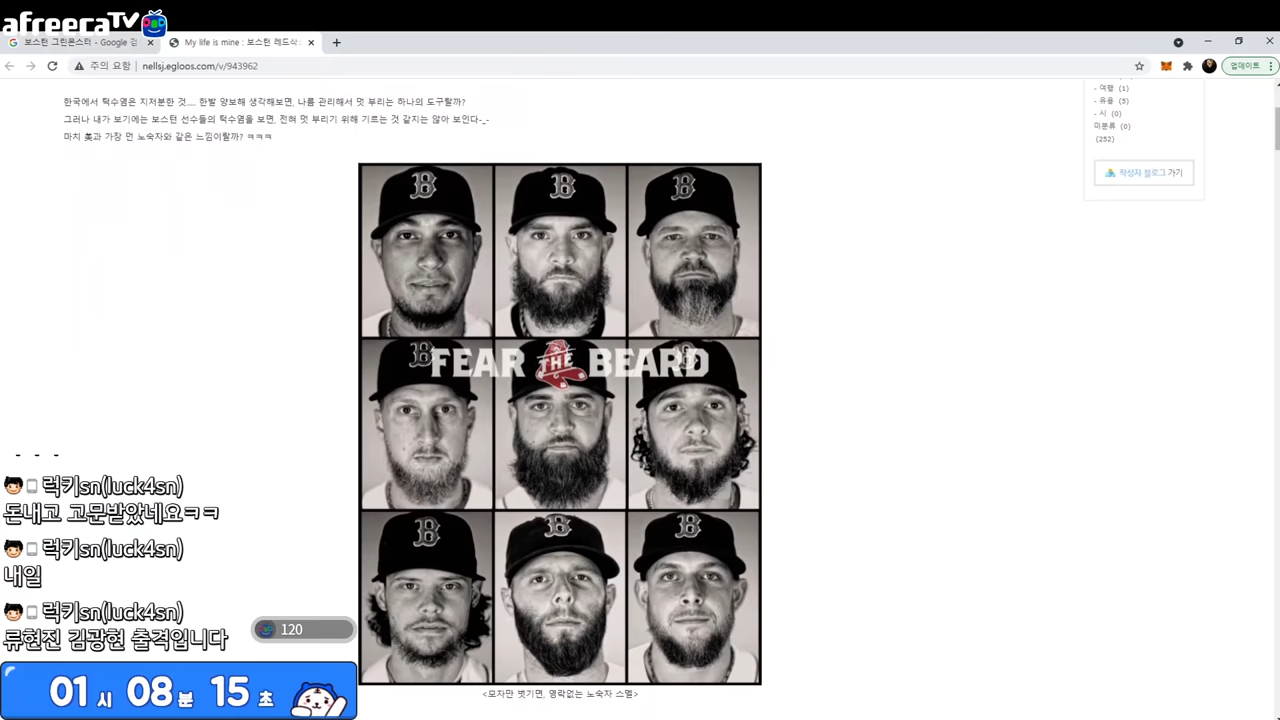 afreecaTV
보스턴 그린몬스터 - Google 검
My life is mine : 보스턴 레드삭스
주의 요함
nellsj.egloos.com/v/943962
업데이트
한국에서 턱수염은 지저분한 것..... 한발 양보해 생각해보면, 나름 관리해서 멋 부리는 하나의 도구랄까?
그러나 내가 보기에는 보스턴 선수들의 턱수염을 보면, 전혀 멋 부리기 위해 기르는 것 같지는 않아 보인다-_-
마치 美과 가장 먼 노숙자와 같은 느낌이랄까? ㅋㅋㅋ
- 여행 (1)
- 유용 (5)
- 시 (0)
미분류 (0)
(252)
작성자 블로그 가기
B
B
B
B
B
FEAR THE BEARD
B
B
B
<모자만 벗기면, 영락없는 노숙자 스멜>
럭키sn(luck4sn)
돈내고 고문받았네요ㅋㅋ
럭키sn(luck4sn)
내일
럭키sn(luck4sn)
류현진 김광현 출격입니다
120
01 시 08 분 15 초